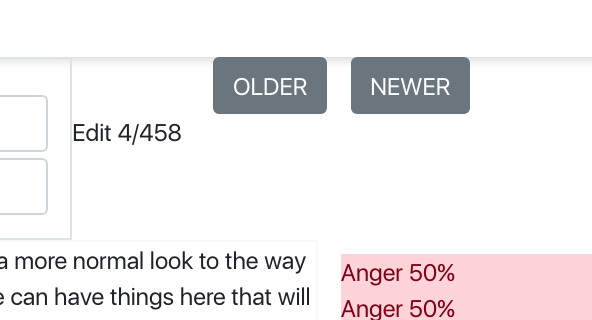 OLDER NEWER
Edit 4/458
a more normal look to the way
can have things here that will
Anger 50%
Anger 50%